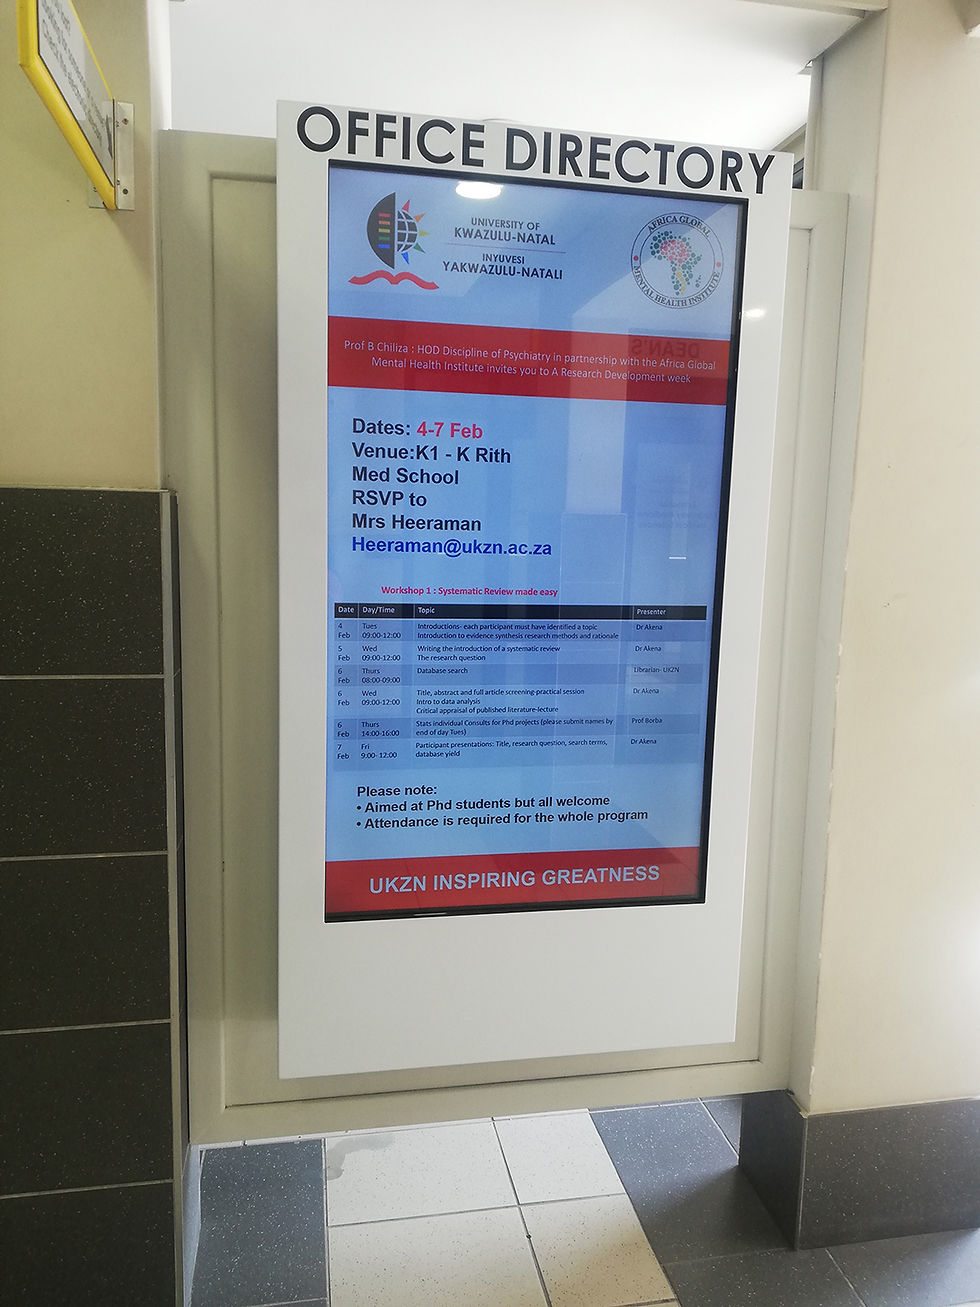 OFFICE DIRECTORY
UNIVERSITY OF
KWAZULU-NATAL
INYUVESI
YAKWAZULU-NATALI
AFRICA GLOBAL
MENTAL HEALTH INSTITUTE
Prof B Chiliza : HOD Discipline of Psychiatry in partnership with the Africa Global
Mental Health Institute invites you to A Research Development week
Dates: 4-7 Feb
Venue:K1 - K Rith
Med School
RSVP to
Mrs Heeraman
Heeraman@ukzn.ac.za
Workshop 1 : Systematic Review made easy
Date Day/Time Topic Presenter
4 Tues Introductions- each participant must have identified a topic Dr Akena
Feb 09:00-12:00 Introduction to evidence synthesis research methods and rationale
5 Wed Writing the introduction of a systematic review Dr Akena
Feb 09:00-12:00 The research question
6 Thurs Database search Librarian- UKZN
Feb 08:00-09:00
6 Wed Title, abstract and full article screening-practical session Dr Akena
Feb 09:00-12:00 Intro to data analysis
Critical appraisal of published literature-lecture
6 Thurs Stats individual Consults for Phd projects (please submit names by Prof Borba
Feb 14:00-16:00 end of day Tues)
7 Fri Participant presentations: Title, research question, search terms, Dr Akena
Feb 9:00- 12:00 database yield
Please note:
• Aimed at Phd students but all welcome
• Attendance is required for the whole program
UKZN INSPIRING GREATNESS